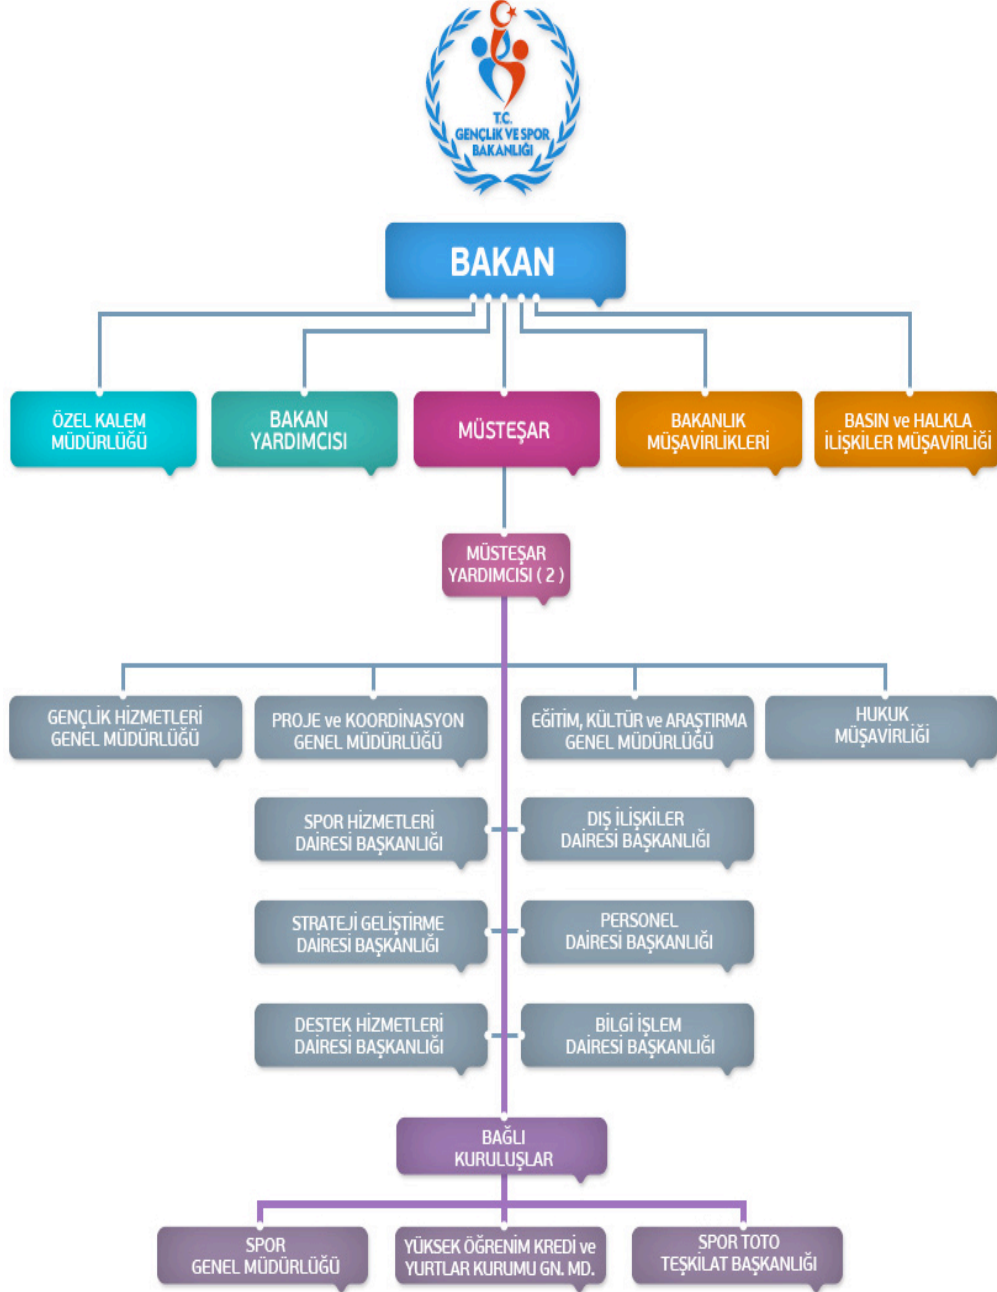 T.C.
GENÇLİK VE SPOR
BAKANLIĞI
BAKAN
ÖZEL KALEM
MÜDÜRLÜĞÜ
BAKAN
YARDIMCISI
MÜSTEŞAR
BAKANLIK
MÜŞAVİRLİKLERİ
BASIN ve HALKLA
İLİŞKİLER MÜŞAVİRLİĞİ
MÜSTEŞAR
YARDIMCISI ( 2 )
GENÇLİK HİZMETLERİ
GENEL MÜDÜRLÜĞÜ
PROJE ve KOORDİNASYON
GENEL MÜDÜRLÜĞÜ
EĞİTİM, KÜLTÜR ve ARAŞTIRMA
GENEL MÜDÜRLÜĞÜ
HUKUK
MÜŞAVİRLİĞİ
SPOR HİZMETLERİ
DAİRESİ BAŞKANLIĞI
DIŞ İLİŞKİLER
DAİRESİ BAŞKANLIĞI
STRATEJİ GELİŞTİRME
DAİRESİ BAŞKANLIĞI
PERSONEL
DAİRESİ BAŞKANLIĞI
DESTEK HİZMETLERİ
DAİRESİ BAŞKANLIĞI
BİLGİ İŞLEM
DAİRESİ BAŞKANLIĞI
BAĞLI
KURULUŞLAR
SPOR
GENEL MÜDÜRLÜĞÜ
YÜKSEK ÖĞRENİM KREDİ ve
YURTLAR KURUMU GN. MD.
SPOR TOTO
TEŞKİLAT BAŞKANLIĞI